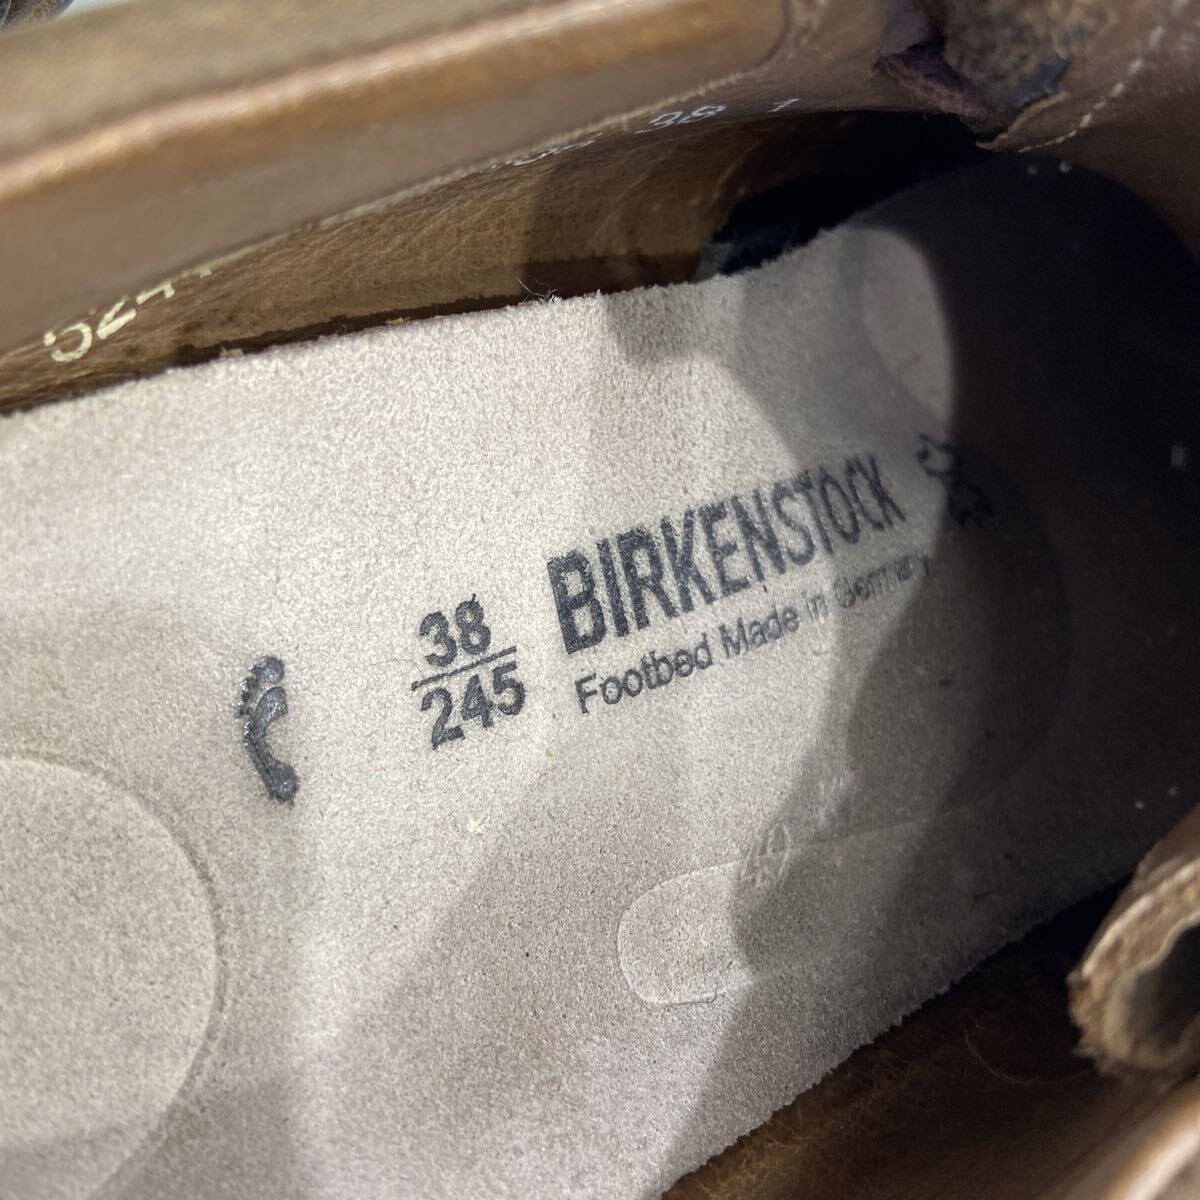 38
245
BIRKENSTOCK
Footbed Made in Germany